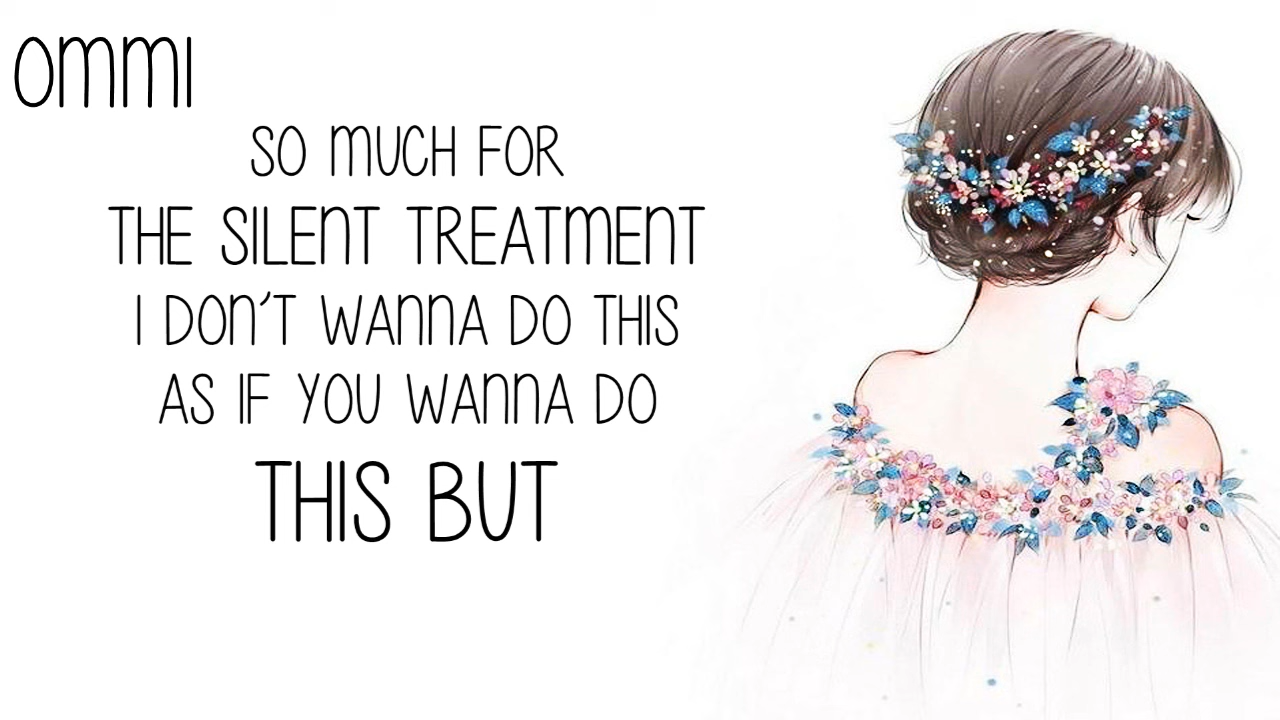 OMMI
SO MUCH FOR
THE SILENT TREATMENT
I DON'T WANNA DO THIS
AS IF YOU WANNA DO
THIS BUT